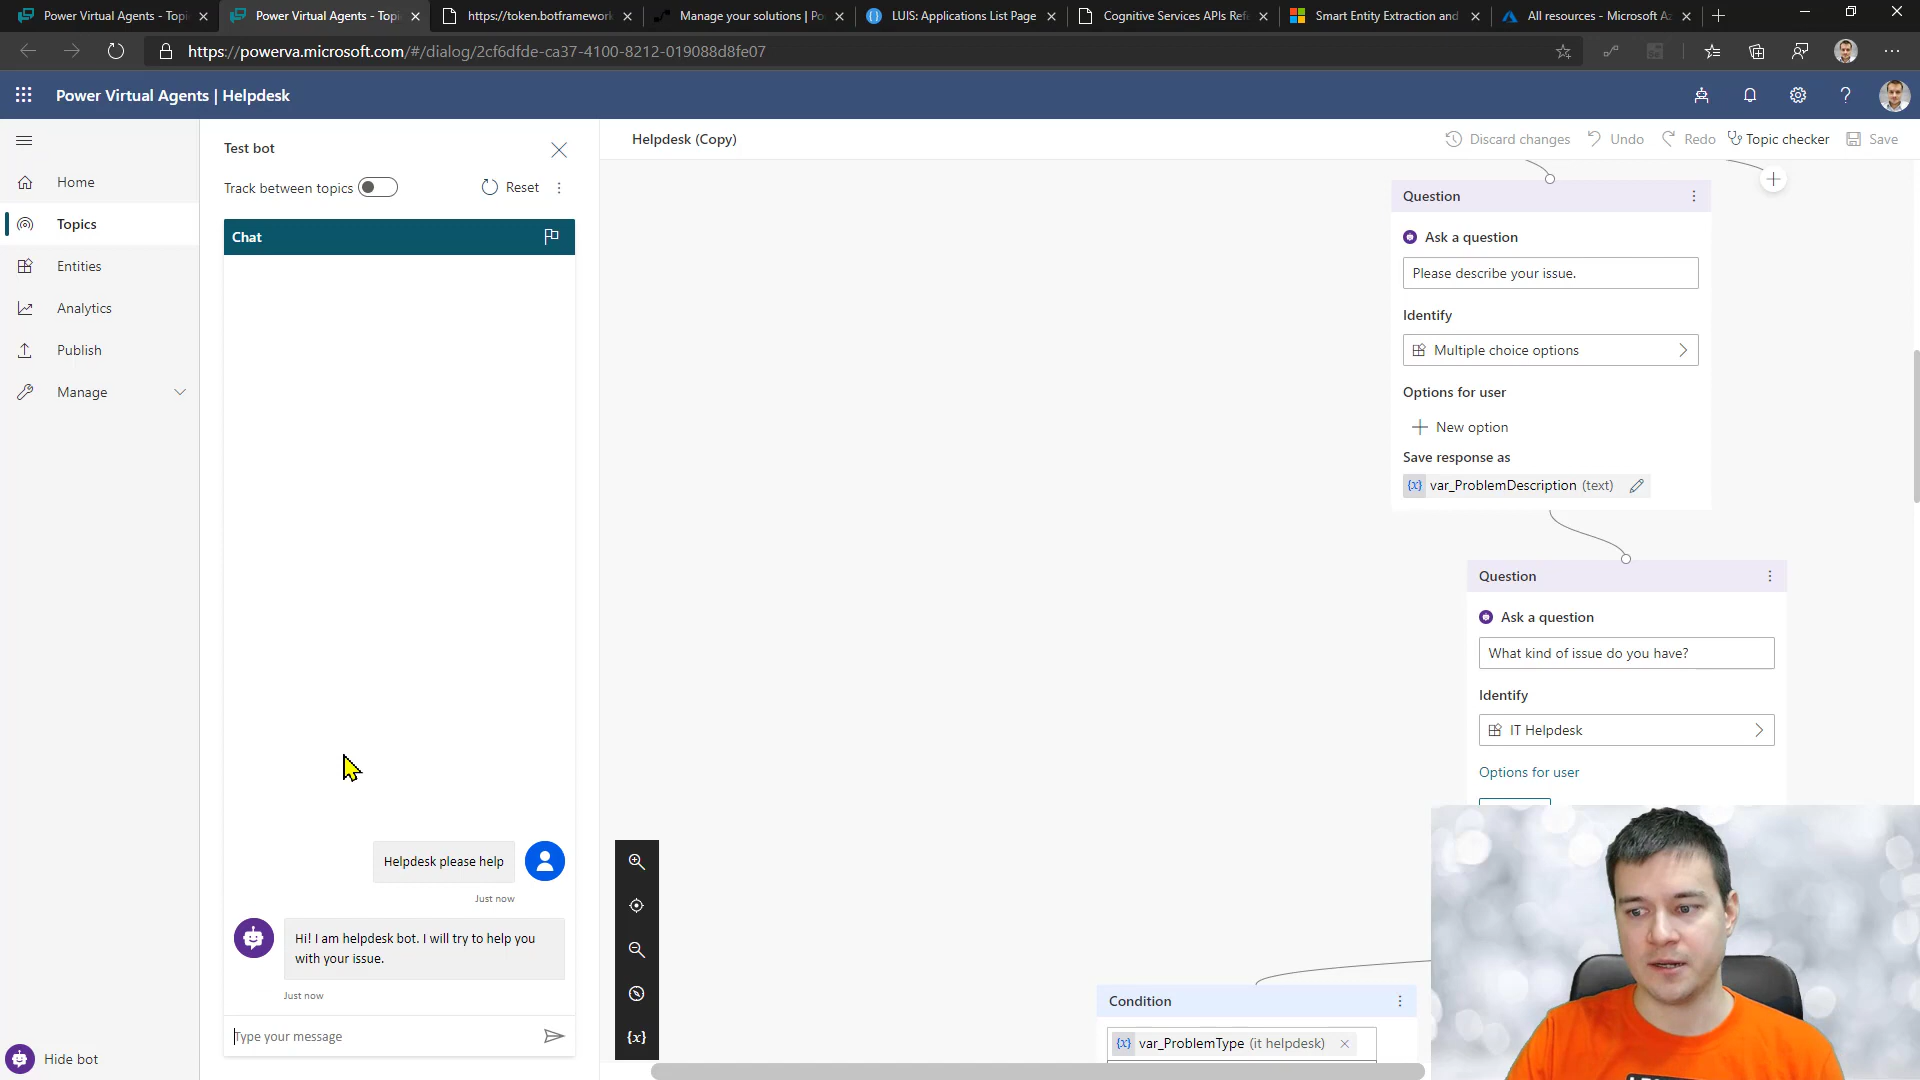 Power Virtual Agents - Topi
Power Virtual Agents - Topi
https://token.botframework
Manage your solutions | Po
LUIS: Applications List Page
Cognitive Services APIs Refe
Smart Entity Extraction and
All resources - Microsoft Az
https://powerva.microsoft.com/#/dialog/2cf6dfde-ca37-4100-8212-019088d8fe07
Power Virtual Agents | Helpdesk
Home
Topics
Entities
Analytics
Publish
Manage
Hide bot
Test bot
Track between topics
Reset
Chat
Helpdesk please help
Just now
Hi! I am helpdesk bot. I will try to help you
with your issue.
Just now
Type your message
Helpdesk (Copy)
Discard changes
Undo
Redo
Topic checker
Save
Question
Ask a question
Please describe your issue.
Identify
Multiple choice options
Options for user
New option
Save response as
{x} var_ProblemDescription (text)
Question
Ask a question
What kind of issue do you have?
Identify
IT Helpdesk
Options for user
{x}
Condition
{x} var_ProblemType (it helpdesk)